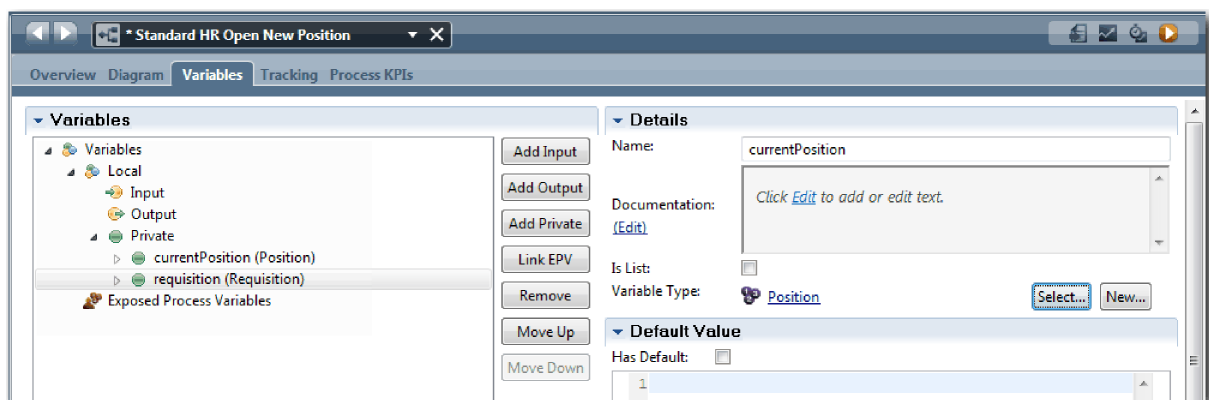 * Standard HR Open New Position
Overview Diagram Variables Tracking Process KPIs
Variables
Variables
Local
Input
Output
Private
currentPosition (Position)
requisition (Requisition)
Exposed Process Variables
Add Input
Add Output
Add Private
Link EPV
Remove
Move Up
Move Down
Details
Name: currentPosition
Documentation:
(Edit)
Click Edit to add or edit text.
Is List:
Variable Type: Position Select... New...
Default Value
Has Default:
1